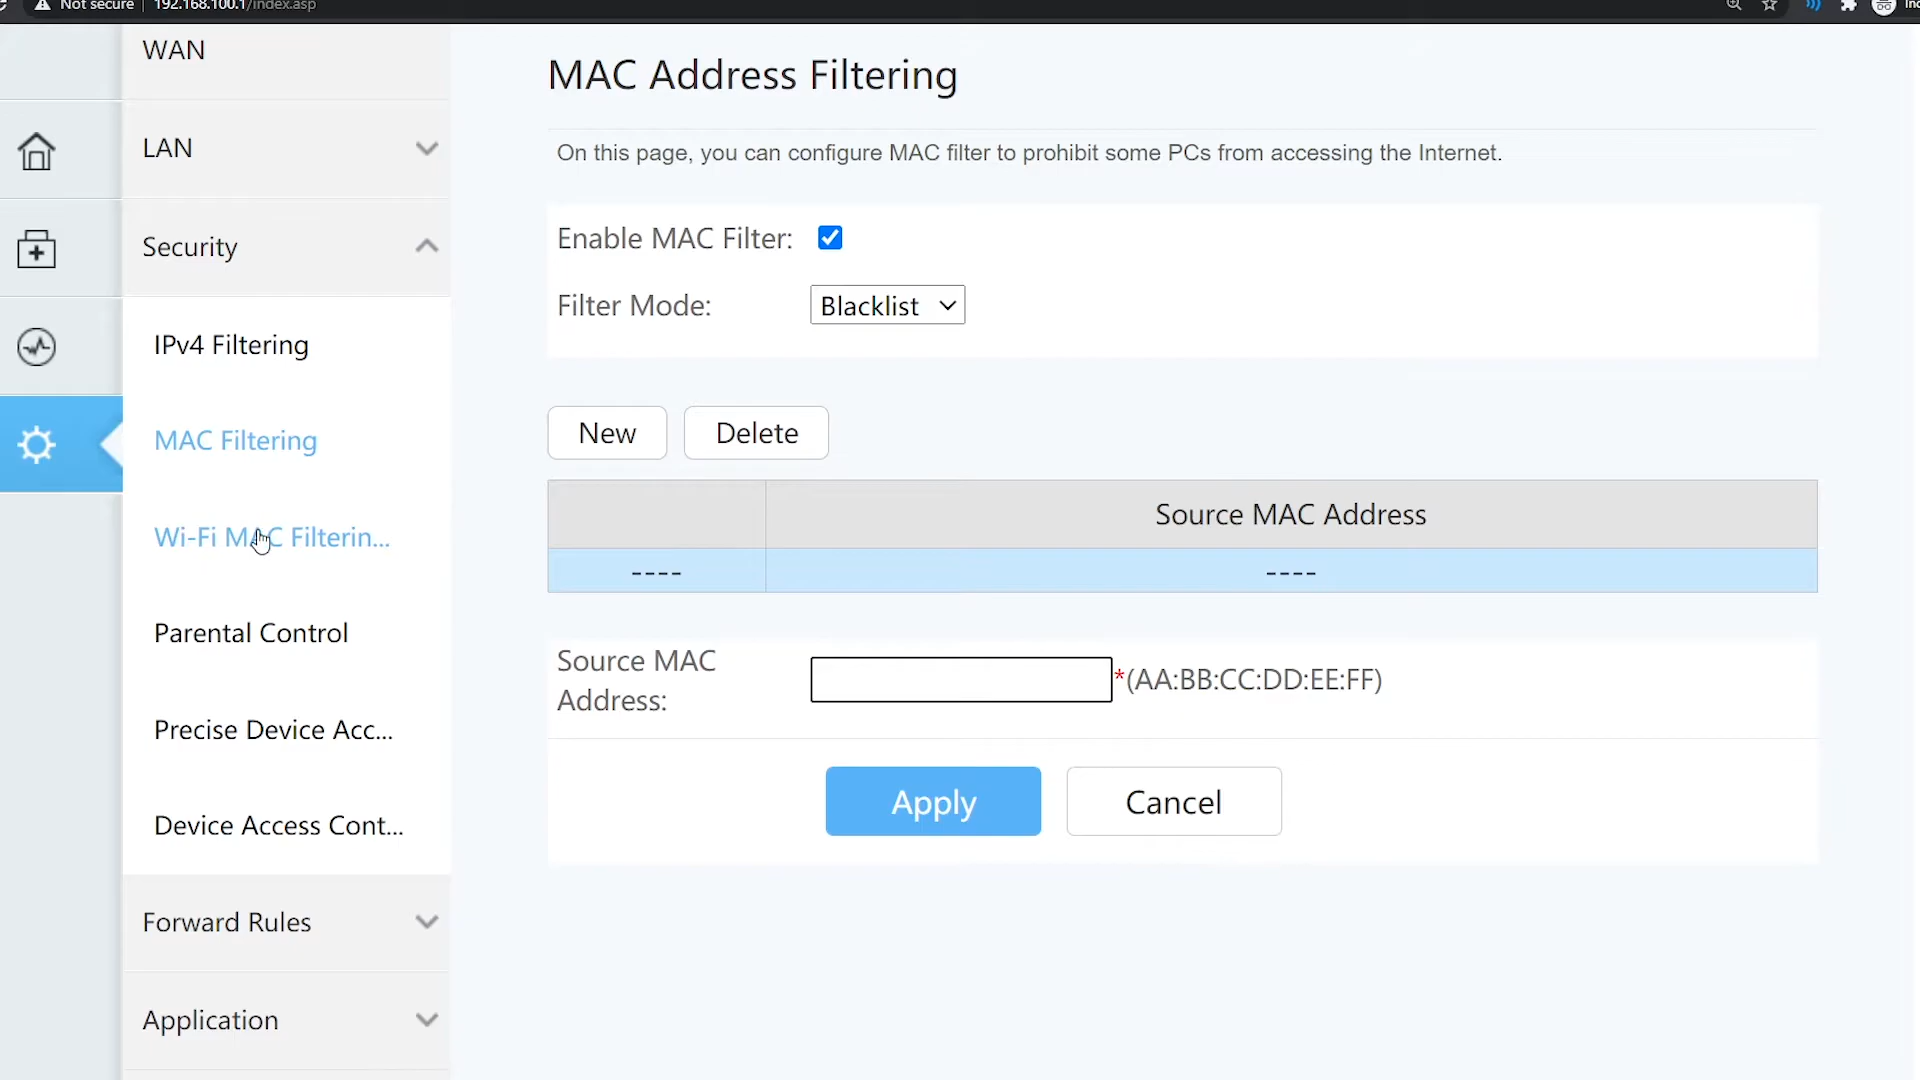 Not secure 192.168.100.1/index.asp
WAN
LAN
Security
IPv4 Filtering
MAC Filtering
Wi-Fi MAC Filterin...
Parental Control
Precise Device Acc...
Device Access Cont...
Forward Rules
Application
MAC Address Filtering
On this page, you can configure MAC filter to prohibit some PCs from accessing the Internet.
Enable MAC Filter:
Filter Mode: Blacklist
New Delete
Source MAC Address
---- ----
Source MAC
Address:
*(AA:BB:CC:DD:EE:FF)
Apply Cancel